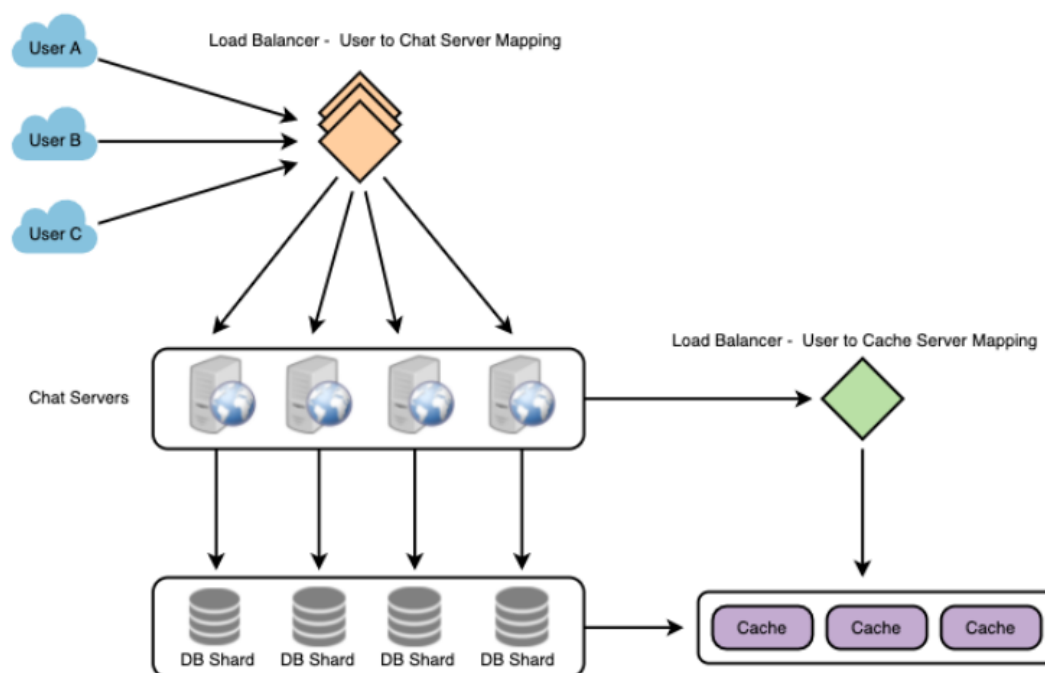 User A
Load Balancer -  User to Chat Server Mapping
User B
User C
Load Balancer -  User to Cache Server Mapping
Chat Servers
Cache
Cache
Cache
DB Shard
DB Shard
DB Shard
DB Shard